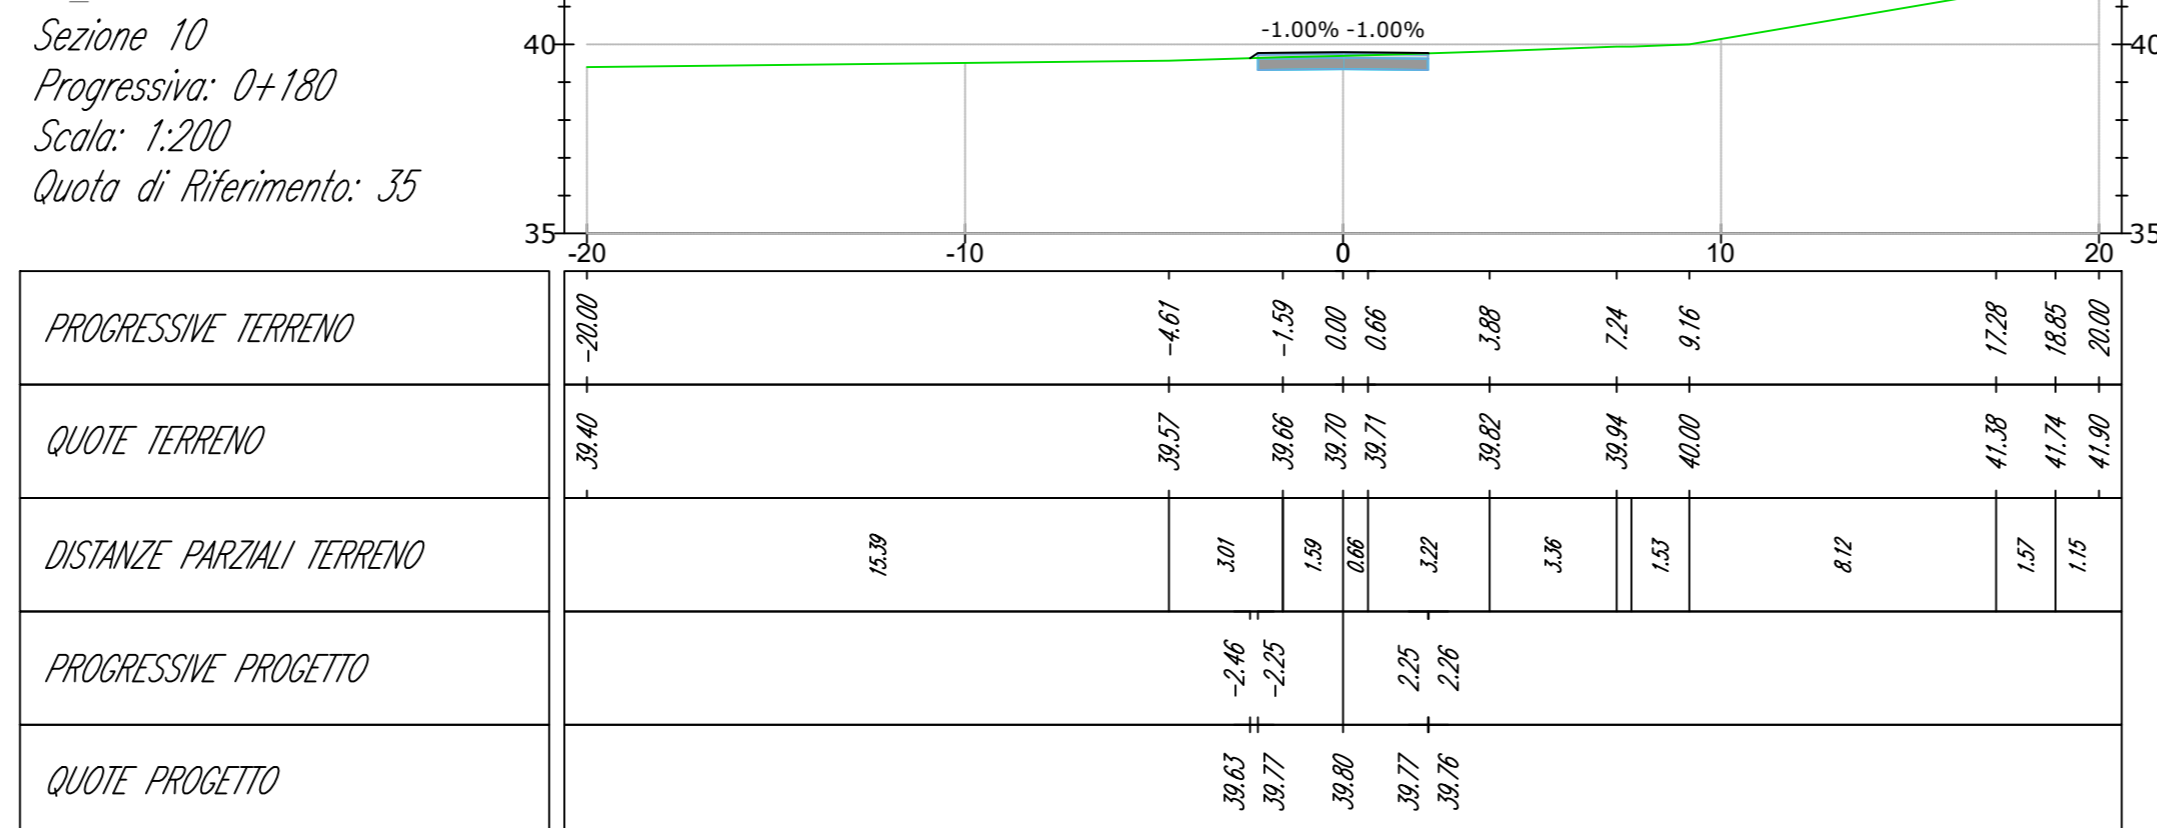 Sezione 10
Progressiva: 0+180
Scala: 1:200
Quota di Riferimento: 35
-1.00% -1.00%
40 40
35 35
-20 -10 0 10 20
PROGRESSIVE TERRENO -20.00 -4.61 -1.59 0.00 0.66 3.88 7.24 9.16 17.28 18.85 20.00
QUOTE TERRENO 39.40 39.57 39.66 39.70 39.71 39.82 39.94 40.00 41.38 41.74 41.90
DISTANZE PARZIALI TERRENO 15.39 3.01 1.59 0.66 3.22 3.36 1.53 8.12 1.57 1.15
PROGRESSIVE PROGETTO -2.46 -2.25 2.25 2.26
QUOTE PROGETTO 39.63 39.77 39.80 39.77 39.76